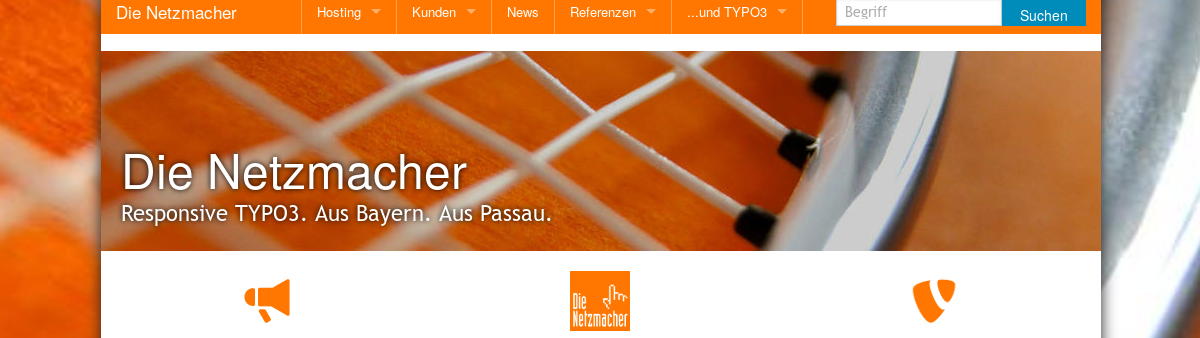 Die Netzmacher
Hosting
Kunden
News
Referenzen
...und TYPO3
Begriff
Suchen
Die Netzmacher
Responsive TYPO3. Aus Bayern. Aus Passau.
Die
Netzmacher